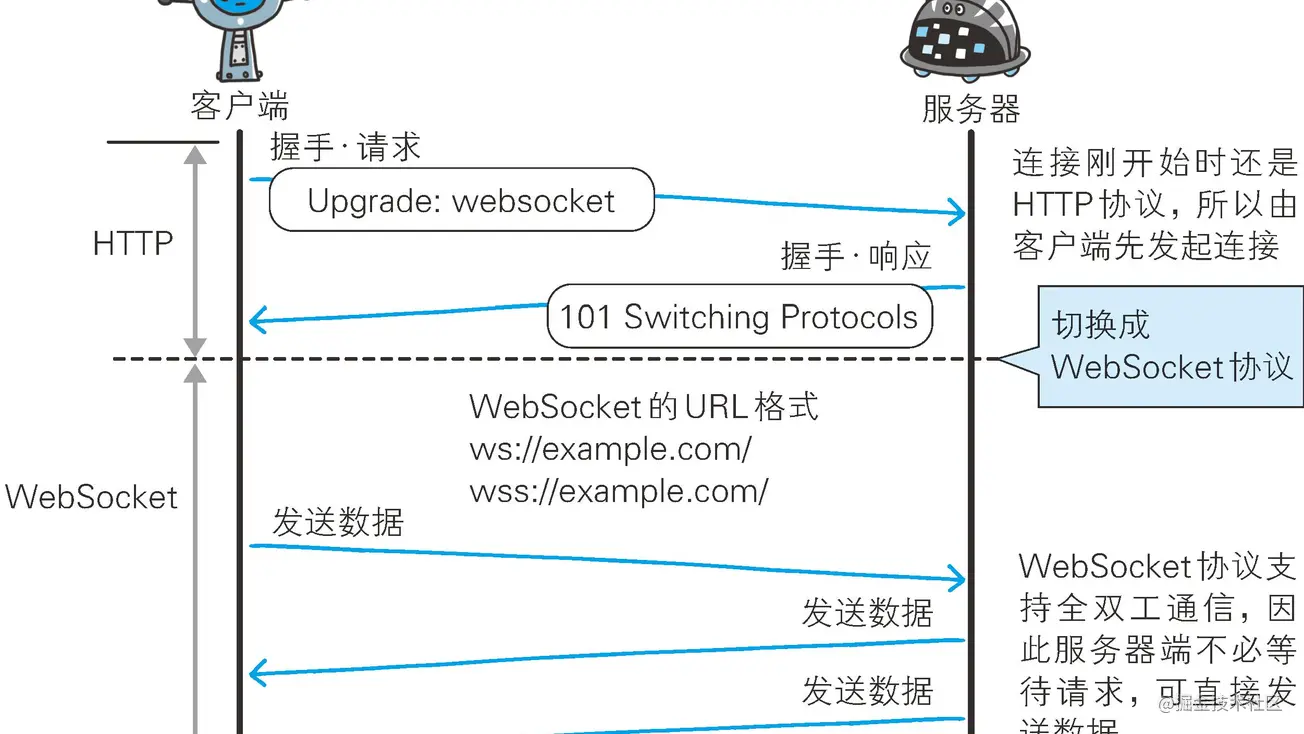 客户端
服务器
握手·请求
Upgrade: websocket
连接刚开始时还是
HTTP协议，所以由
客户端先发起连接
HTTP
握手·响应
101 Switching Protocols
切换成
WebSocket协议
WebSocket的URL格式
ws://example.com/
wss://example.com/
WebSocket
发送数据
发送数据
发送数据
WebSocket协议支
持全双工通信，因
此服务器端不必等
待请求，可直接发
送数据
@掘金技术社区